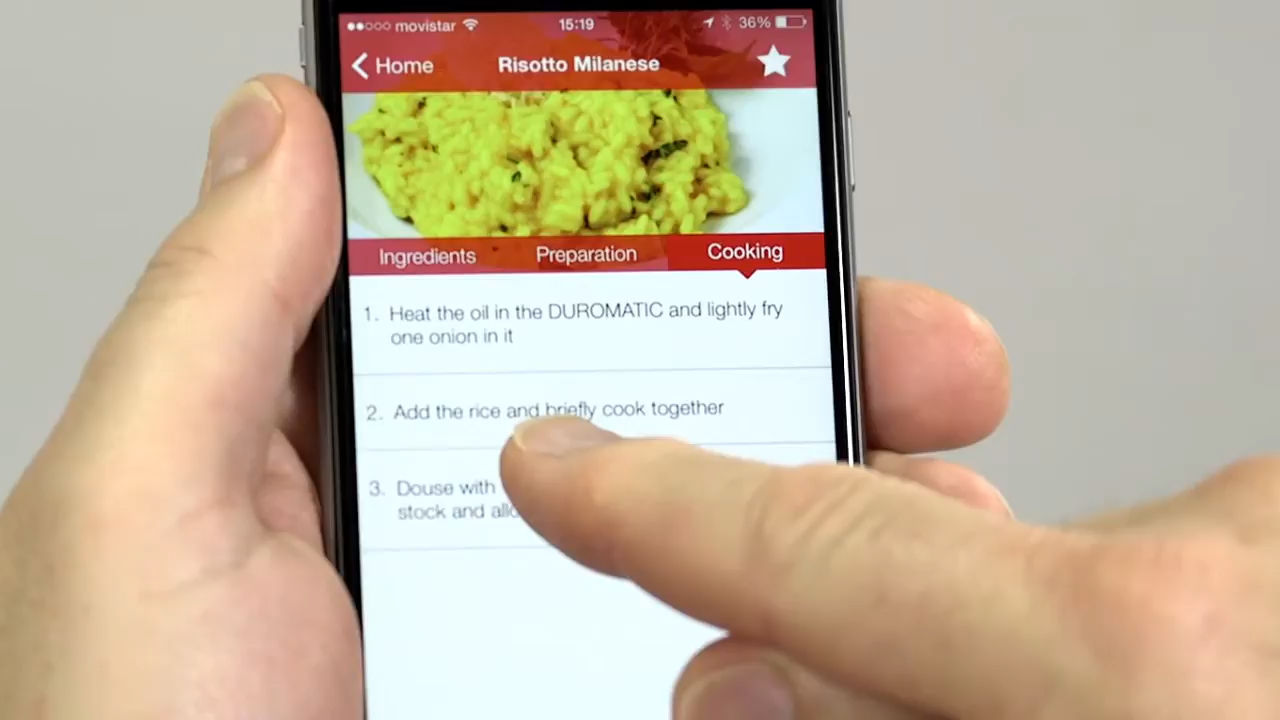 movistar 15:19 36%
Home Risotto Milanese
Ingredients Preparation Cooking
1. Heat the oil in the DUROMATIC and lightly fry
one onion in it
2. Add the rice and briefly cook together
3. Douse with
stock and